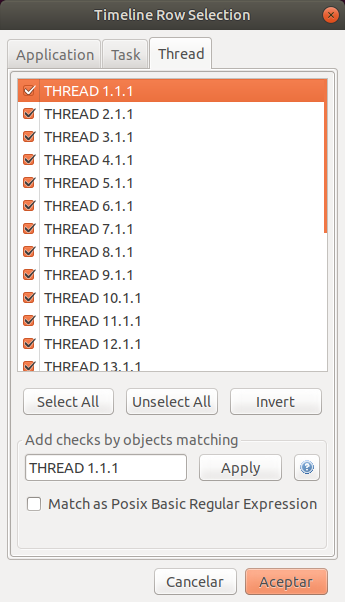 Timeline Row Selection
Application Task Thread
THREAD 1.1.1
THREAD 2.1.1
THREAD 3.1.1
THREAD 4.1.1
THREAD 5.1.1
THREAD 6.1.1
THREAD 7.1.1
THREAD 8.1.1
THREAD 9.1.1
THREAD 10.1.1
THREAD 11.1.1
THREAD 12.1.1
THREAD 13.1.1
Select All Unselect All Invert
Add checks by objects matching
THREAD 1.1.1 Apply ?
Match as Posix Basic Regular Expression
Cancelar Aceptar